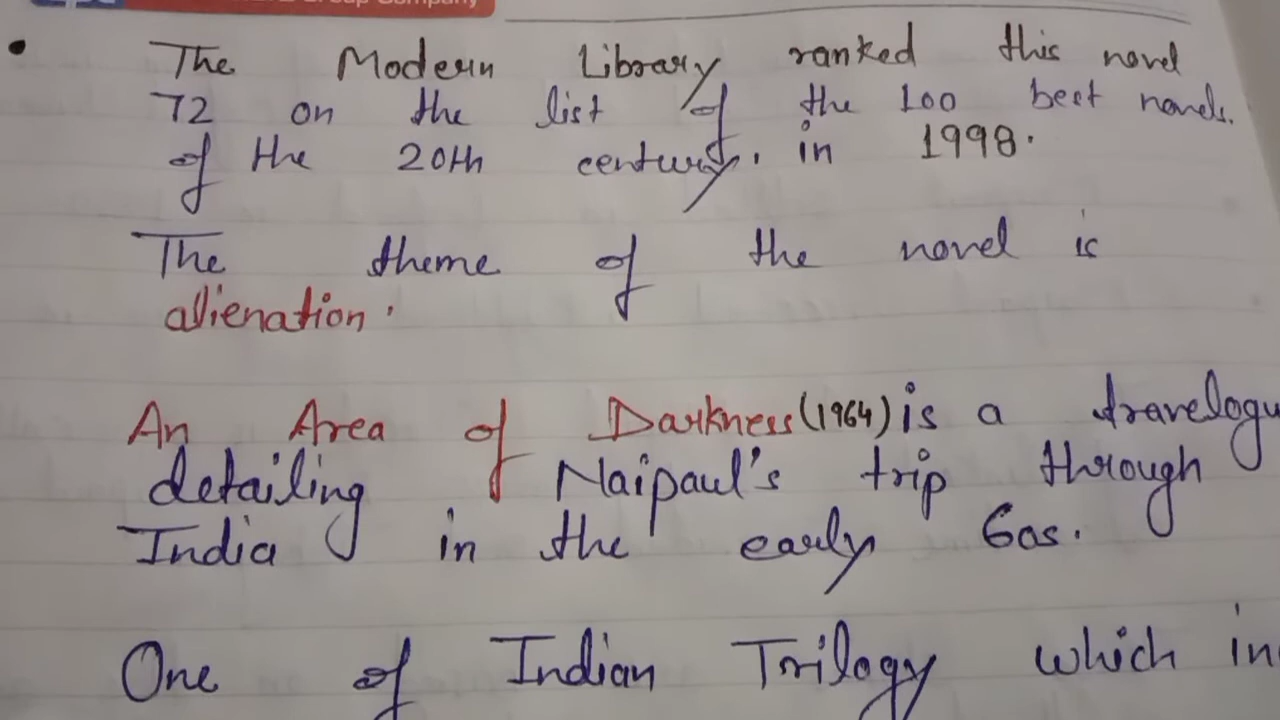 Group Company
The Modern Library ranked this novel
72 on the list of the 100 best novels.
of the 20th century, in 1998.
The theme of the novel is
alienation.
An Area of Darkness (1964) is a travelogu
detailing Naipaul's trip through
India in the early 60s.
One of Indian Trilogy which in